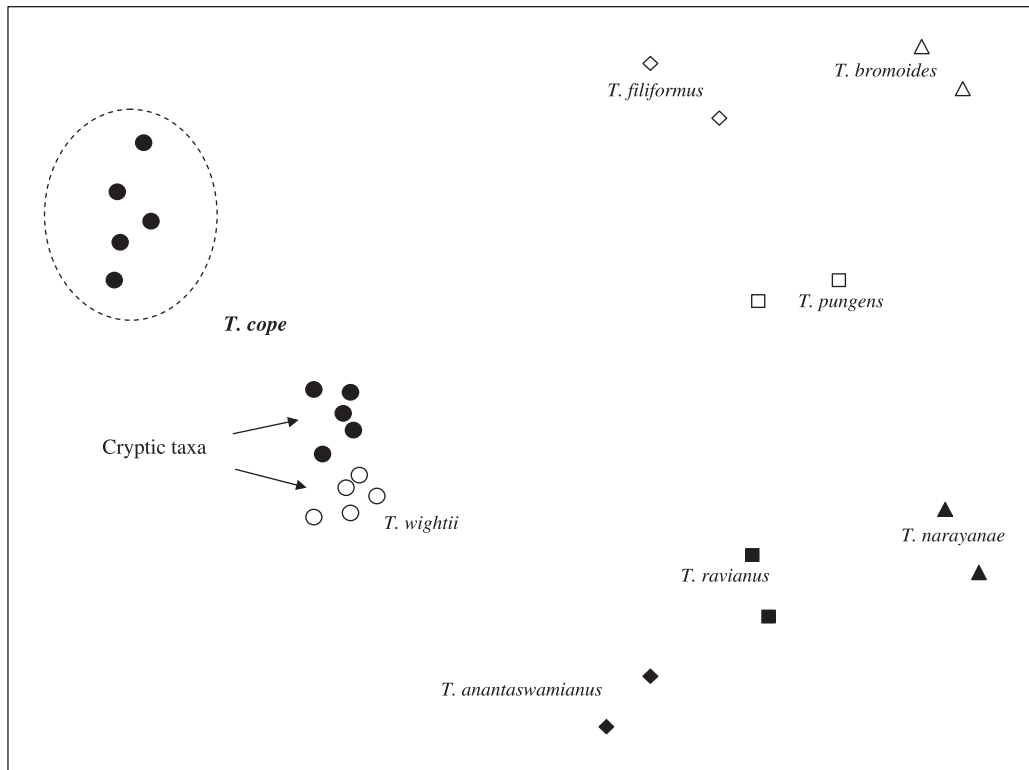 T. bromoides
T. filiformus
T. pungens
T. cope
Cryptic taxa
T. wightii
T. narayanae
T. ravianus
T. anantaswamianus